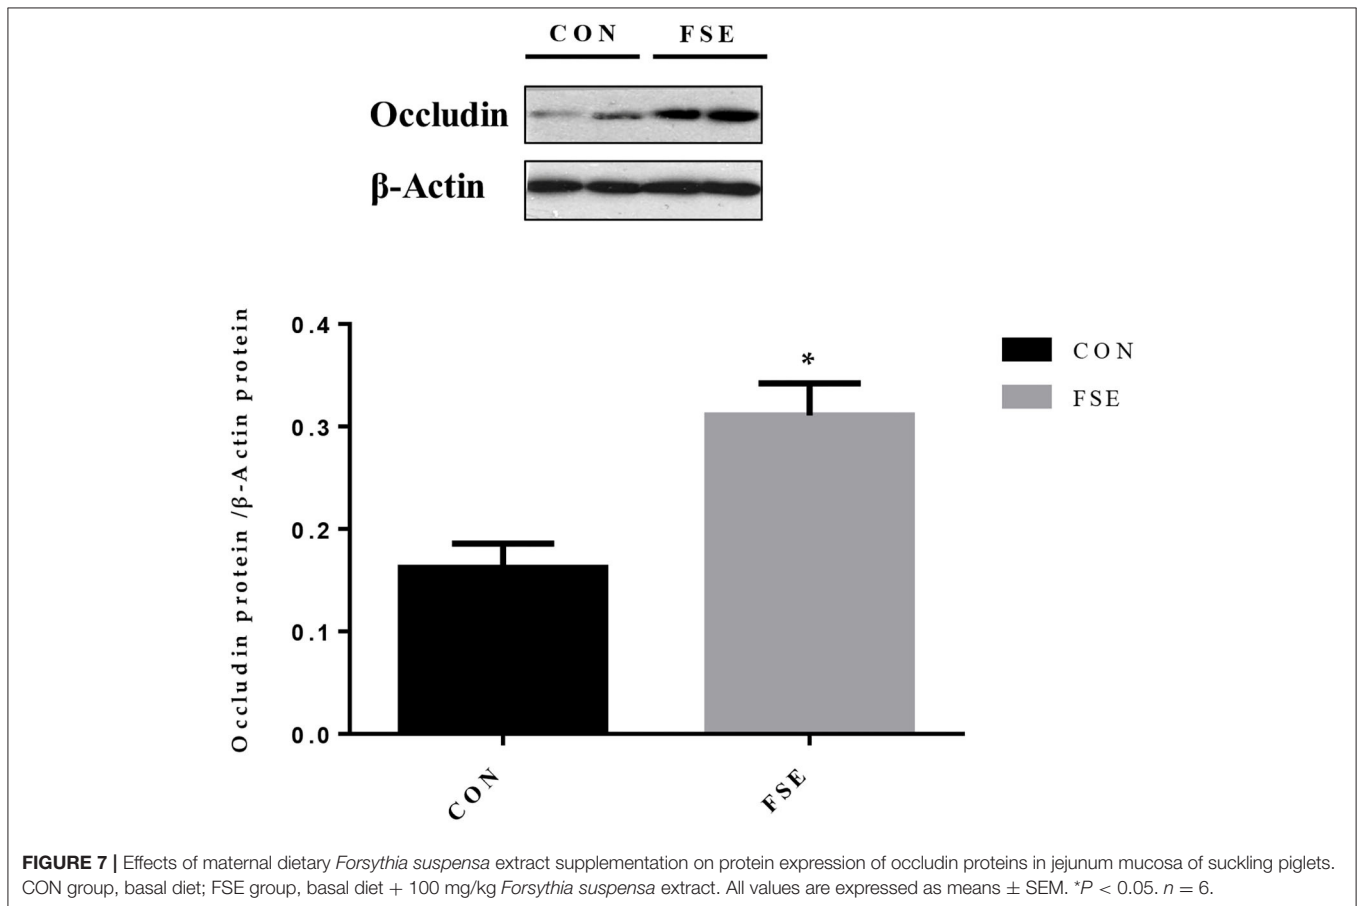 CON FSE
Occludin
β-Actin
Occludin protein /β-Actin protein
0.4
0.3
0.2
0.1
0.0
*
CON
FSE
CON
FSE
FIGURE 7 | Effects of maternal dietary Forsythia suspensa extract supplementation on protein expression of occludin proteins in jejunum mucosa of suckling piglets.
CON group, basal diet; FSE group, basal diet + 100 mg/kg Forsythia suspensa extract. All values are expressed as means ± SEM. *P < 0.05. n = 6.